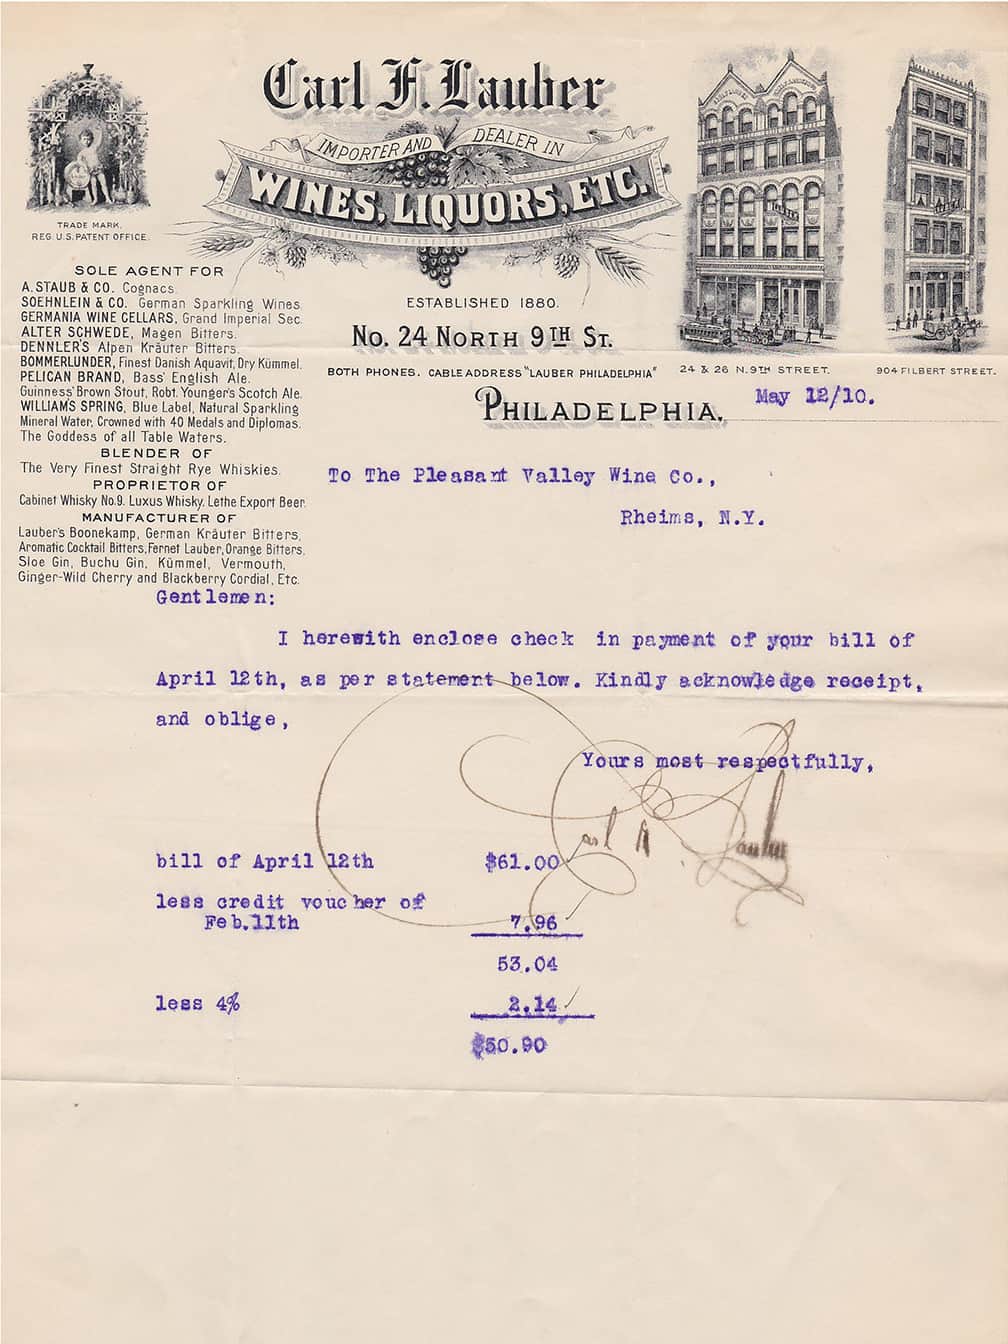 Carl F. Lauber
IMPORTER AND DEALER IN
WINES, LIQUORS, ETC.
TRADE MARK.
REG. U.S. PATENT OFFICE.
ESTABLISHED 1880.
No. 24 NORTH 9TH ST.
BOTH PHONES. CABLE ADDRESS "LAUBER PHILADELPHIA"
24 & 26 N. 9TH STREET.
904 FILBERT STREET.
PHILADELPHIA, May 12/10.
SOLE AGENT FOR
A. STAUB & CO. Cognacs.
SOEHNLEIN & CO. German Sparkling Wines.
GERMANIA WINE CELLARS, Grand Imperial Sec.
ALTER SCHWEDE, Magen Bitters.
DENNLER'S Alpen Kräuter Bitters.
BOMMERLUNDER, Finest Danish Aquavit, Dry Kümmel.
PELICAN BRAND, Bass' English Ale.
Guinness' Brown Stout, Robt. Younger's Scotch Ale.
WILLIAMS SPRING, Blue Label, Natural Sparkling
Mineral Water, Crowned with 40 Medals and Diplomas.
The Goddess of all Table Waters.
BLENDER OF
The Very Finest Straight Rye Whiskies.
PROPRIETOR OF
Cabinet Whisky No.9. Luxus Whisky. Lethe Export Beer.
MANUFACTURER OF
Lauber's Boonekamp, German Kräuter Bitters,
Aromatic Cocktail Bitters, Fernet Lauber, Orange Bitters.
Sloe Gin, Buchu Gin, Kümmel, Vermouth,
Ginger-Wild Cherry and Blackberry Cordial, Etc.
To The Pleasant Valley Wine Co.,
Rheims, N.Y.
Gentlemen:
I herewith enclose check in payment of your bill of
April 12th, as per statement below. Kindly acknowledge receipt,
and oblige,
Yours most respectfully,
bill of April 12th $61.00
less credit voucher of
Feb.11th 7.96
53.04
less 4% 2.14
$50.90